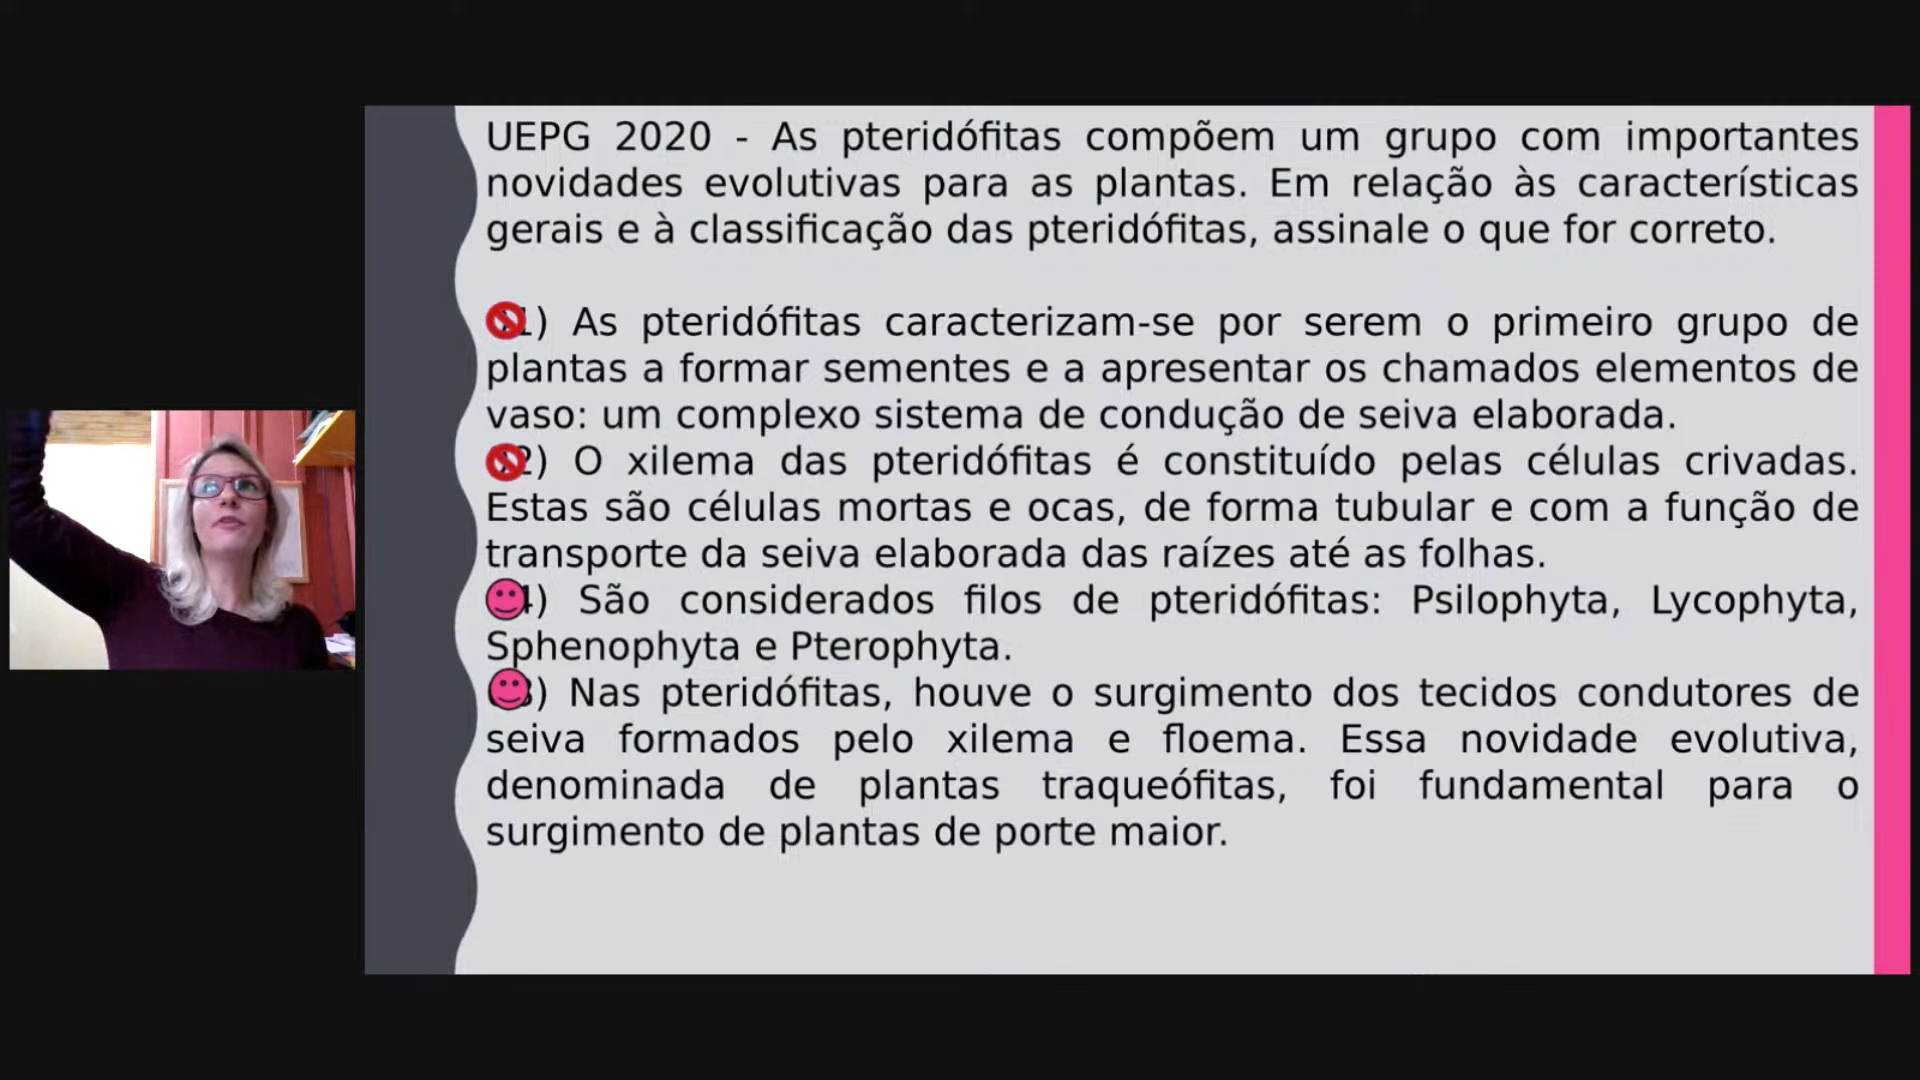 UEPG 2020 - As pteridófitas compõem um grupo com importantes
novidades evolutivas para as plantas. Em relação às características
gerais e à classificação das pteridófitas, assinale o que for correto.
1) As pteridófitas caracterizam-se por serem o primeiro grupo de
plantas a formar sementes e a apresentar os chamados elementos de
vaso: um complexo sistema de condução de seiva elaborada.
2) O xilema das pteridófitas é constituído pelas células crivadas.
Estas são células mortas e ocas, de forma tubular e com a função de
transporte da seiva elaborada das raízes até as folhas.
4) São considerados filos de pteridófitas: Psilophyta, Lycophyta,
Sphenophyta e Pterophyta.
8) Nas pteridófitas, houve o surgimento dos tecidos condutores de
seiva formados pelo xilema e floema. Essa novidade evolutiva,
denominada de plantas traqueófitas, foi fundamental para o
surgimento de plantas de porte maior.